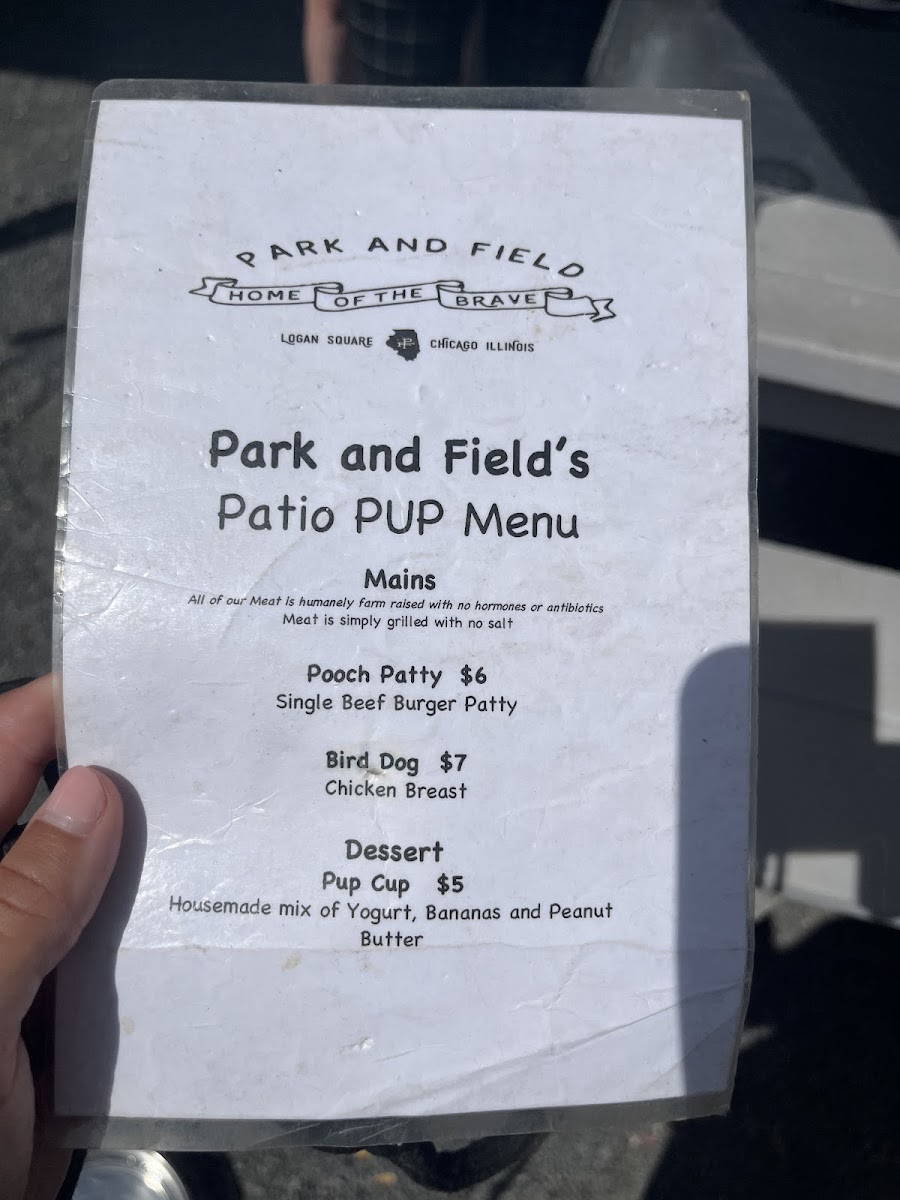 PARK AND FIELD
HOME OF THE BRAVE
LOGAN SQUARE PF CHICAGO ILLINOIS
Park and Field's
Patio PUP Menu
Mains
All of our Meat is humanely farm raised with no hormones or antibiotics
Meat is simply grilled with no salt
Pooch Patty $6
Single Beef Burger Patty
Bird Dog $7
Chicken Breast
Dessert
Pup Cup $5
Housemade mix of Yogurt, Bananas and Peanut
Butter